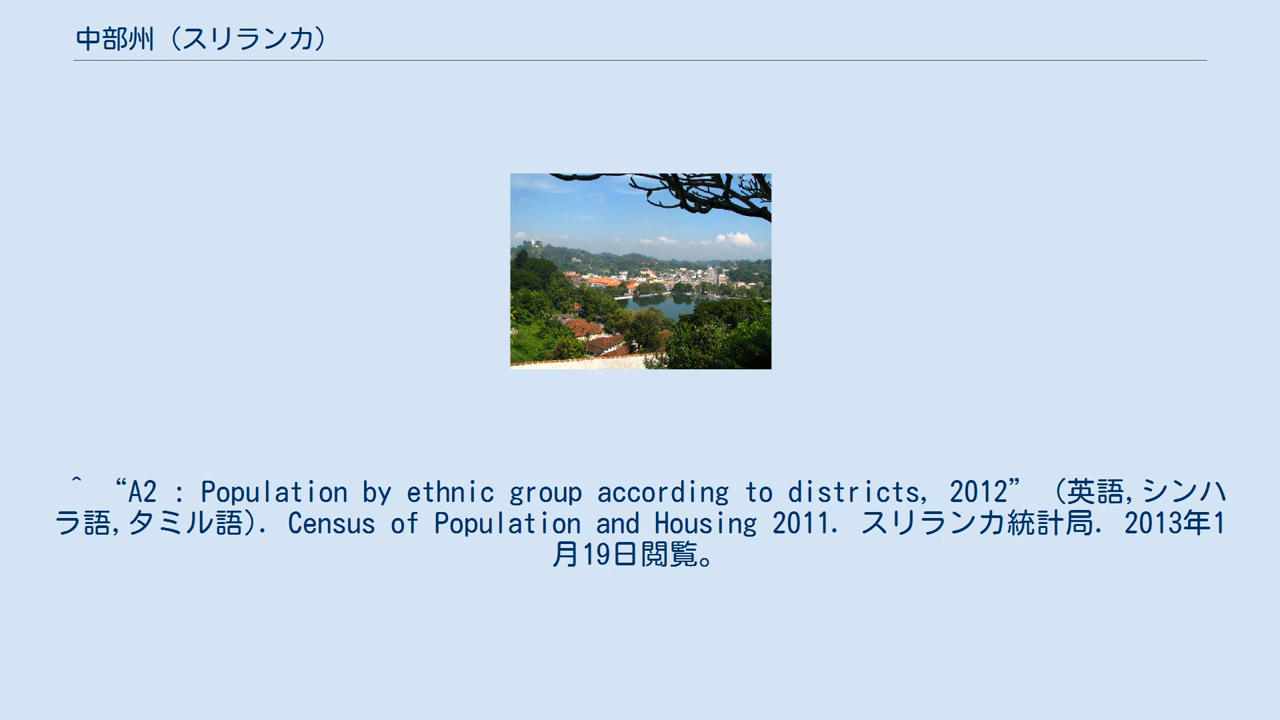 中部州（スリランカ）
^ “A2 : Population by ethnic group according to districts, 2012” (英語,シンハ
ラ語,タミル語). Census of Population and Housing 2011. スリランカ統計局. 2013年1
月19日閲覧。